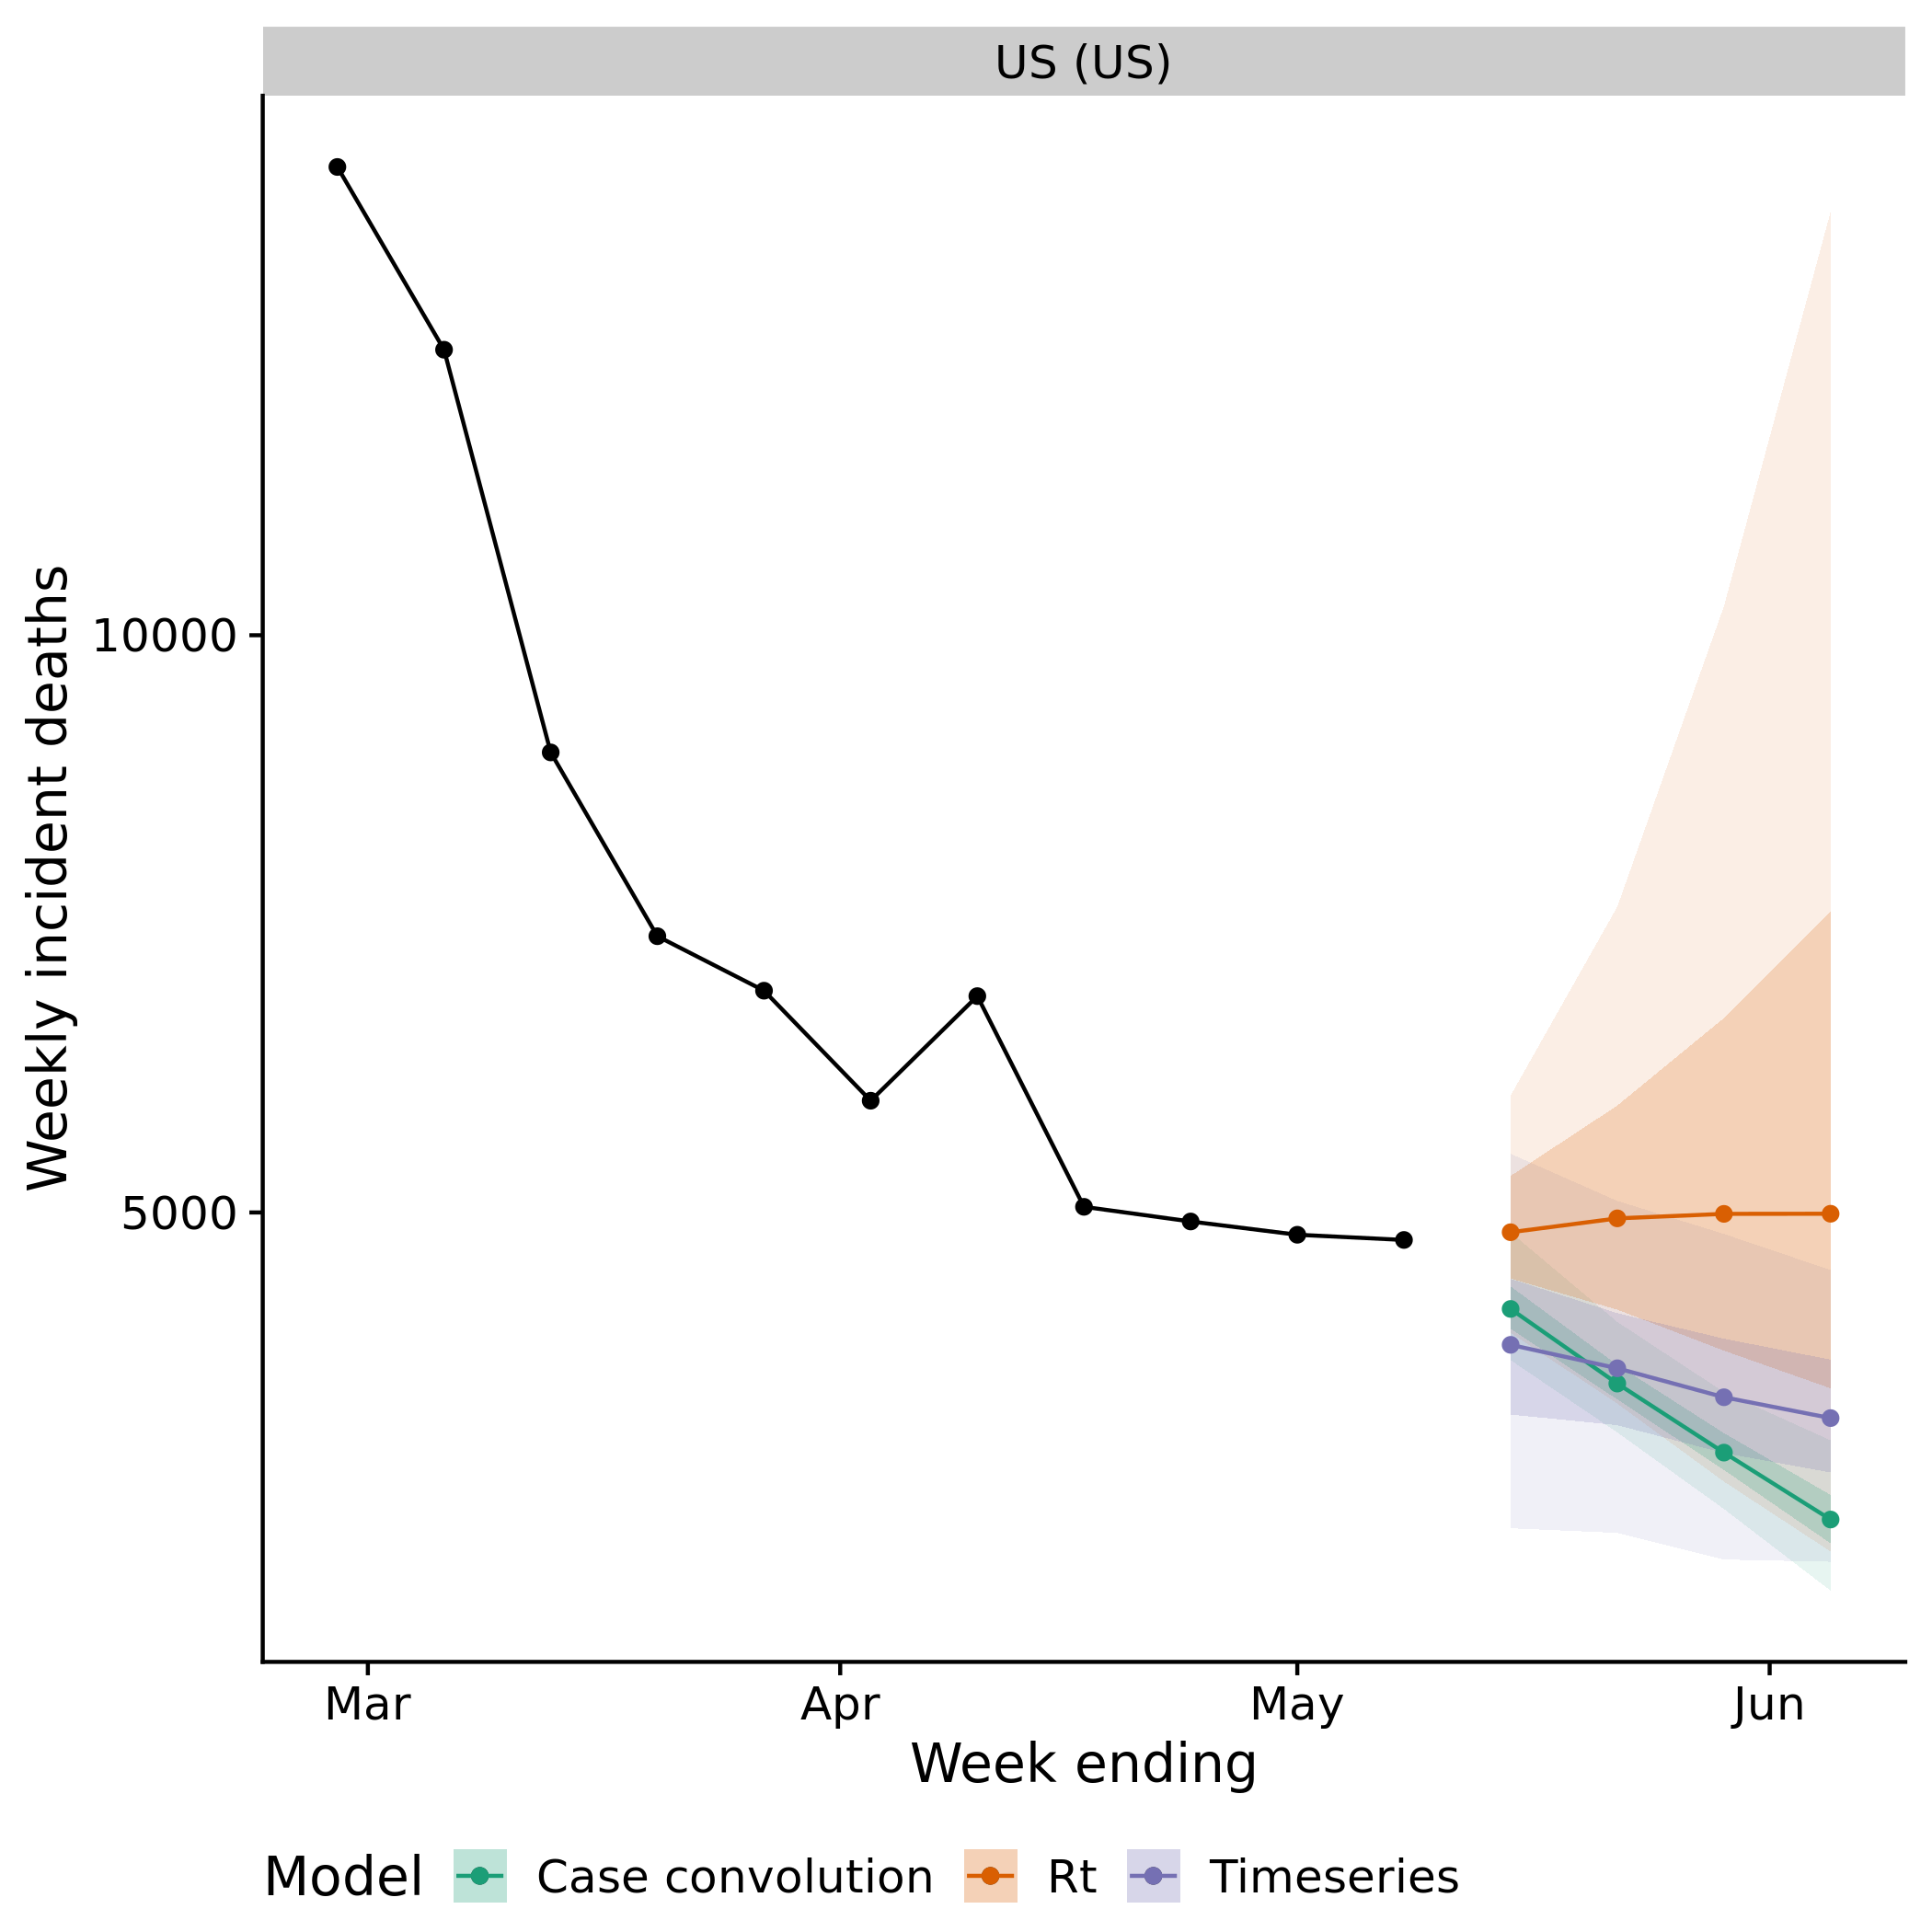 US (US)
Weekly incident deaths
10000
5000
Mar Apr May Jun
Week ending
Model Case convolution Rt Timeseries